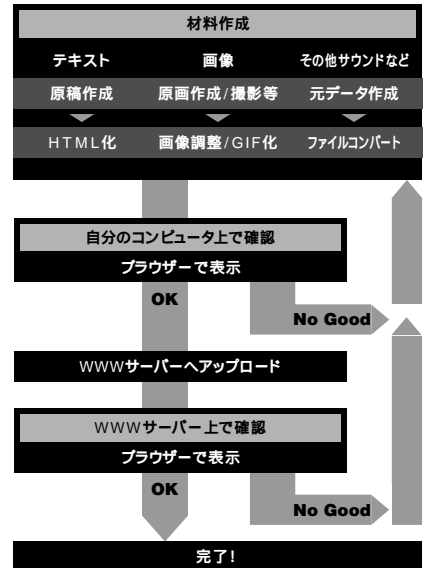 材料作成
テキスト 画像 その他サウンドなど
原稿作成 原画作成/撮影等 元データ作成
HTML化 画像調整/GIF化 ファイルコンバート
自分のコンピュータ上で確認
ブラウザーで表示
OK
No Good
WWWサーバーへアップロード
WWWサーバー上で確認
ブラウザーで表示
OK
No Good
完了!